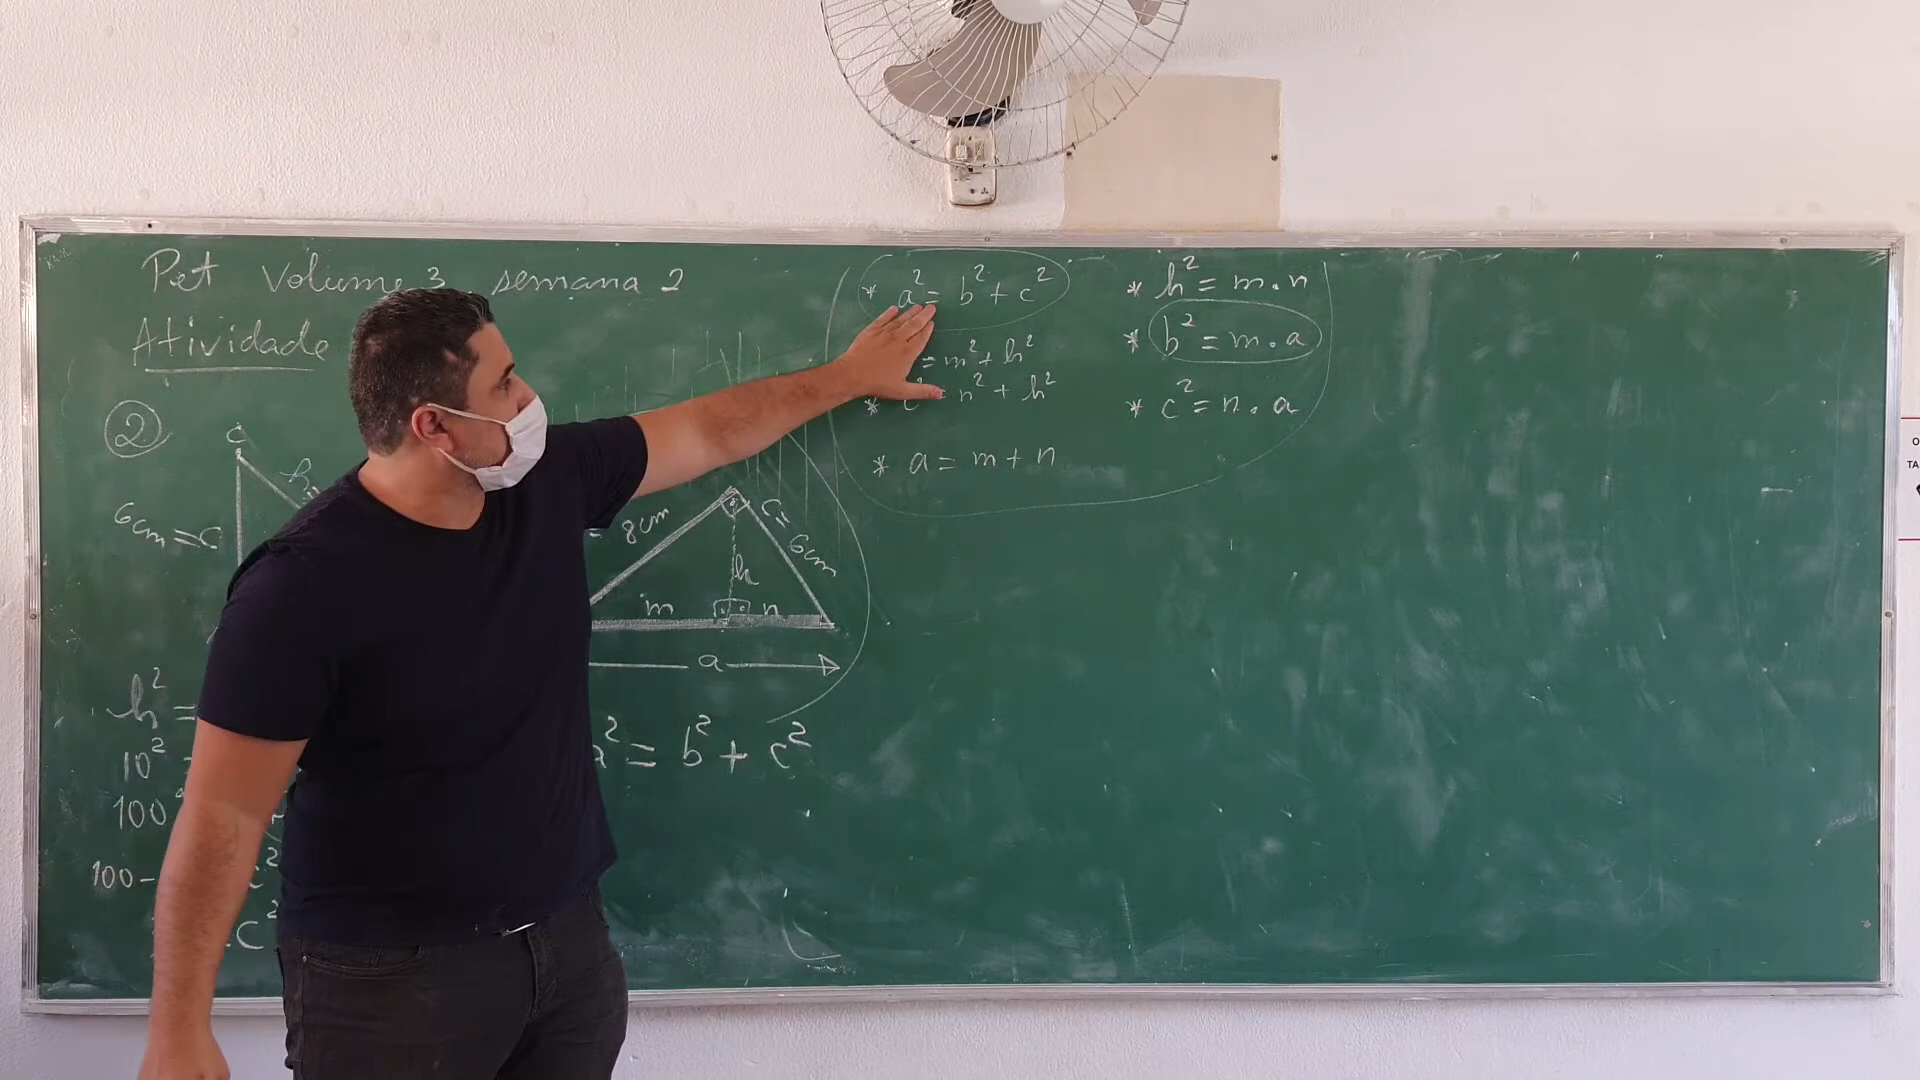 Pet Volume 3 semana 2
Atividade
2
c
h
6cm = c
h² =
10²
100
100 -
c²
= 8cm
c = 6cm
h
m
n
a
a² = b² + c²
* a² = b² + c²
= m² + h²
* c² = n² + h²
* a = m + n
* h² = m . n
* b² = m . a
* c² = n . a
O
TA